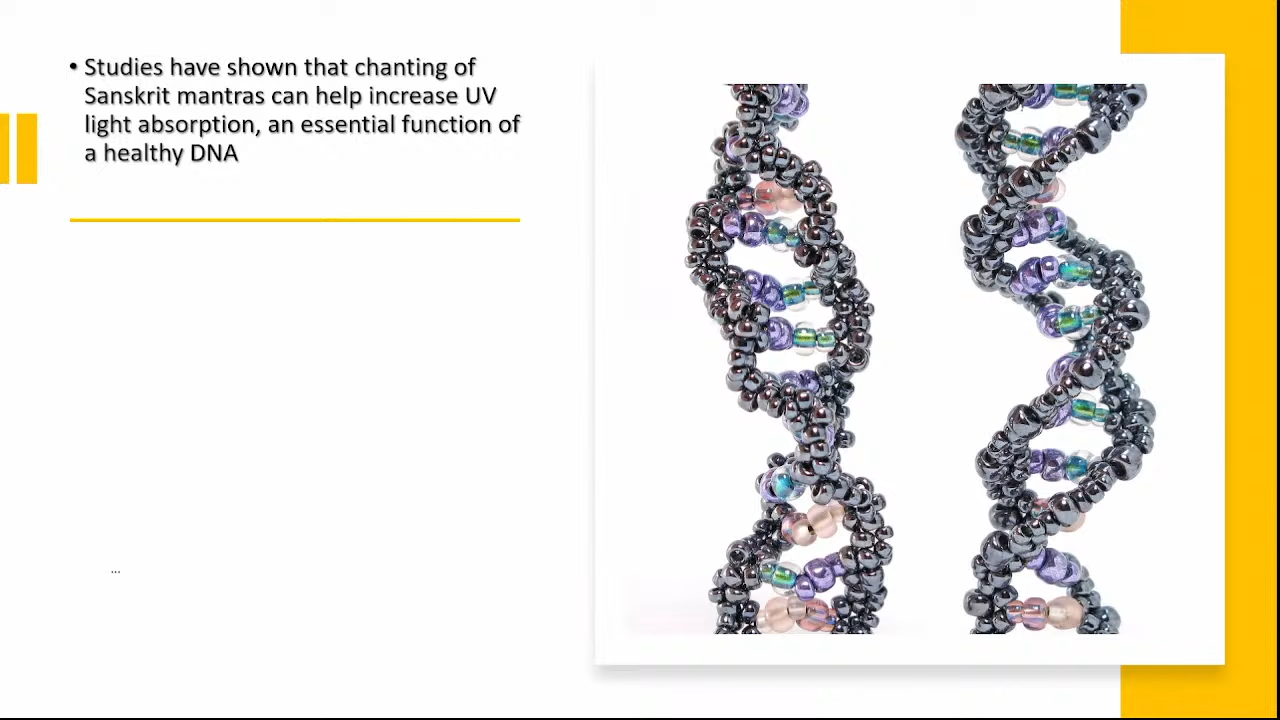 • Studies have shown that chanting of
Sanskrit mantras can help increase UV
light absorption, an essential function of
a healthy DNA
...